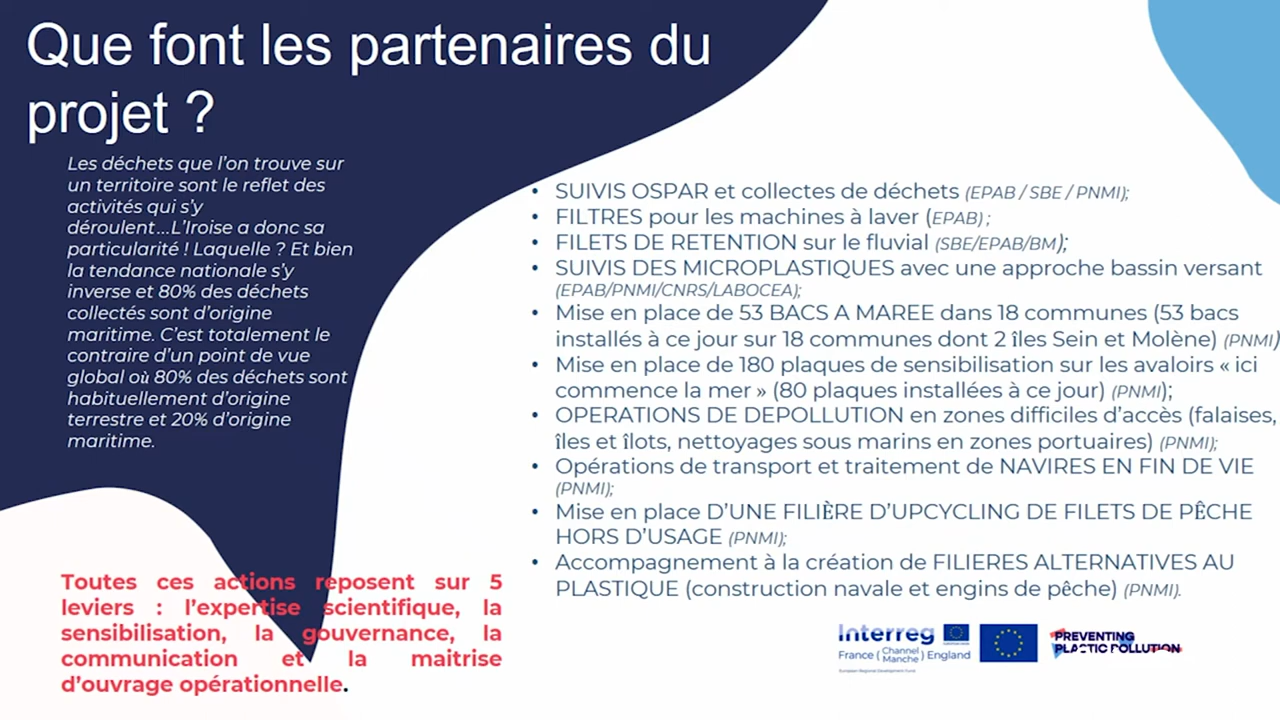 Que font les partenaires du
projet ?
Les déchets que l'on trouve sur
un territoire sont le reflet des
activités qui s'y
déroulent...L'Iroise a donc sa
particularité ! Laquelle ? Et bien
la tendance nationale s'y
inverse et 80% des déchets
collectés sont d'origine
maritime. C'est totalement le
contraire d'un point de vue
global où 80% des déchets sont
habituellement d'origine
terrestre et 20% d'origine
maritime.
Toutes ces actions reposent sur 5
leviers : l'expertise scientifique, la
sensibilisation, la gouvernance, la
communication et la maitrise
d'ouvrage opérationnelle.
• SUIVIS OSPAR et collectes de déchets (EPAB / SBE / PNMI);
• FILTRES pour les machines à laver (EPAB) ;
• FILETS DE RETENTION sur le fluvial (SBE/EPAB/BM);
• SUIVIS DES MICROPLASTIQUES avec une approche bassin versant
(EPAB/PNMI/CNRS/LABOCEA);
• Mise en place de 53 BACS A MAREE dans 18 communes (53 bacs
installés à ce jour sur 18 communes dont 2 îles Sein et Molène) (PNMI)
• Mise en place de 180 plaques de sensibilisation sur les avaloirs « ici
commence la mer » (80 plaques installées à ce jour) (PNMI);
• OPERATIONS DE DEPOLLUTION en zones difficiles d'accès (falaises,
îles et îlots, nettoyages sous marins en zones portuaires) (PNMI);
• Opérations de transport et traitement de NAVIRES EN FIN DE VIE
(PNMI);
• Mise en place D'UNE FILIÈRE D'UPCYCLING DE FILETS DE PÊCHE
HORS D'USAGE (PNMI);
• Accompagnement à la création de FILIERES ALTERNATIVES AU
PLASTIQUE (construction navale et engins de pêche) (PNMI).
Interreg
France ( Channel Manche ) England
European Regional Development Fund
PREVENTING
PLASTIC POLLUTION